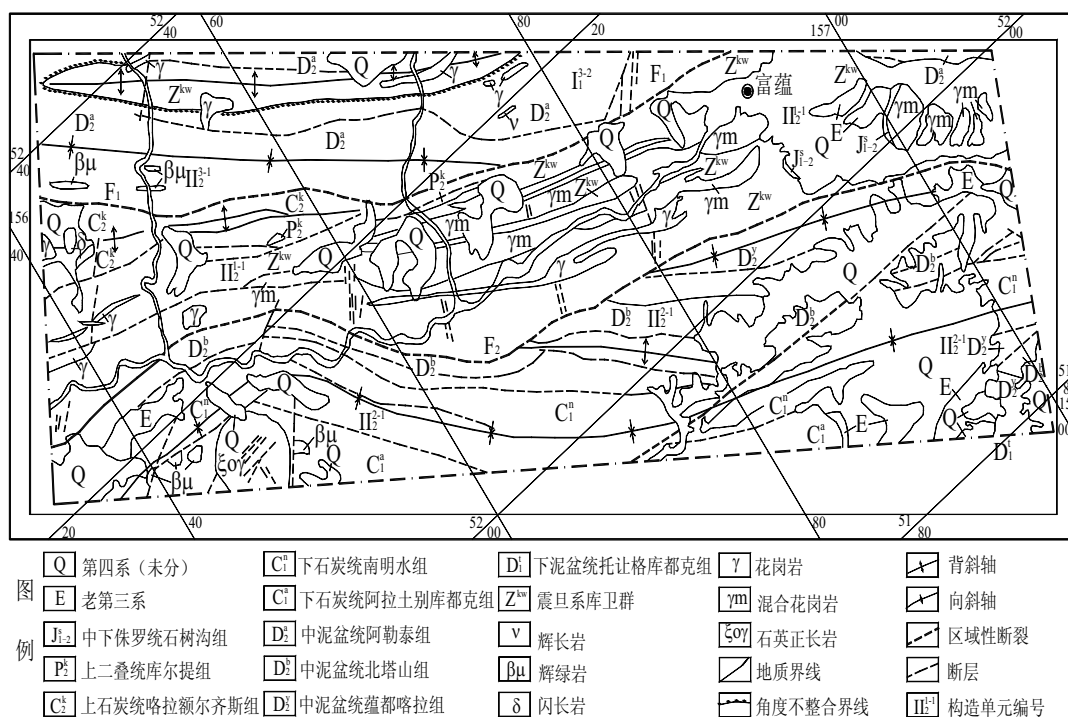 52 40
60
80
20
157 00
52 00
D₂ᵃ
Q
γ
γ
Zᵏʷ
γ
D₂ᵃ
D₂ᵃ
ν
D₂ᵃ
I₁³⁻²
F₁
Zᵏʷ
富蕴
D₂ᵃ
γm
γm
γm
II₂¹⁻¹
E
Q
J₁₋₂ˢ
J₁₋₂ˢ
52 40
βμ
βμ
II₂³⁻¹
F₁
P₂ᵏ
Zᵏʷ
Q
Q
γm
Zᵏʷ
Zᵏʷ
γm
Zᵏʷ
E
Q
156 40
Q
C₂ᵏ
γ
δ
C₂ᵏ
C₂ᵏ
P₂ᵏ
Q
II₂¹⁻¹
Zᵏʷ
Q
Q
Q
γm
γm
γm
γ
γ
D₂ʸ
Q
D₂ᵇ
C₁ⁿ
γ
γ
γ
D₂ᵇ
D₂ᵇ
F₂
D₂ᵇ
II₂²⁻¹
D₂ᵇ
II₂²⁻¹
D₂ʸ
Q
E
C₁ⁿ
Q
Q
βμ
βμ
ξογ
II₂²⁻¹
C₁ᵃ
Q
C₁ⁿ
C₁ⁿ
C₁ᵃ
E
Q
E
Q
Q
D₁ᵗ
20
40
52 00
80
51 80
图例
Q 第四系（未分）
E 老第三系
J₁₋₂ˢ 中下侏罗统石树沟组
P₂ᵏ 上二叠统库尔提组
C₂ᵏ 上石炭统喀拉额尔齐斯组
C₁ⁿ 下石炭统南明水组
C₁ᵃ 下石炭统阿拉土别库都克组
D₂ᵃ 中泥盆统阿勒泰组
D₂ᵇ 中泥盆统北塔山组
D₂ʸ 中泥盆统蕴都喀拉组
D₁ᵗ 下泥盆统托让格库都克组
Zᵏʷ 震旦系库卫群
ν 辉长岩
βμ 辉绿岩
δ 闪长岩
γ 花岗岩
γm 混合花岗岩
ξογ 石英正长岩
地质界线
角度不整合界线
背斜轴
向斜轴
区域性断裂
断层
II₂¹⁻¹ 构造单元编号